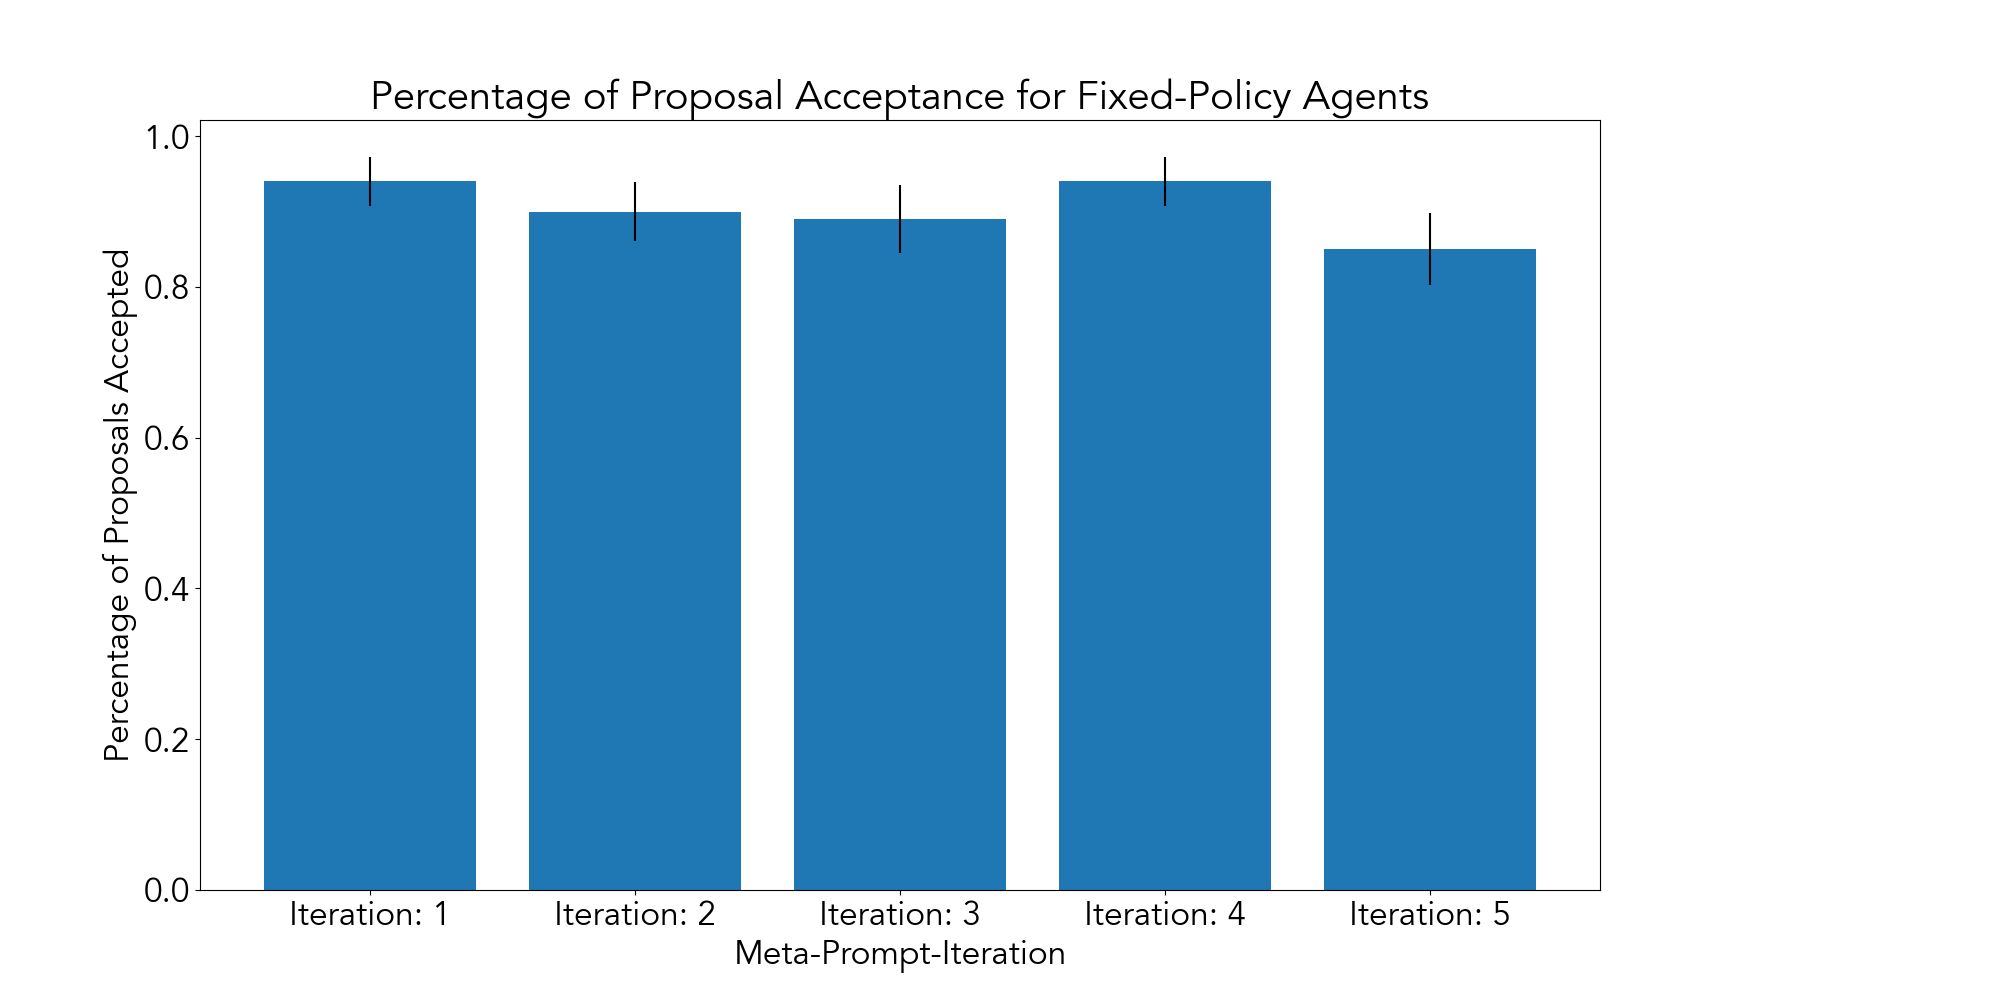 Percentage of Proposal Acceptance for Fixed-Policy Agents
Percentage of Proposals Accepted
1.0
0.8
0.6
0.4
0.2
0.0
Iteration: 1
Iteration: 2
Iteration: 3
Iteration: 4
Iteration: 5
Meta-Prompt-Iteration